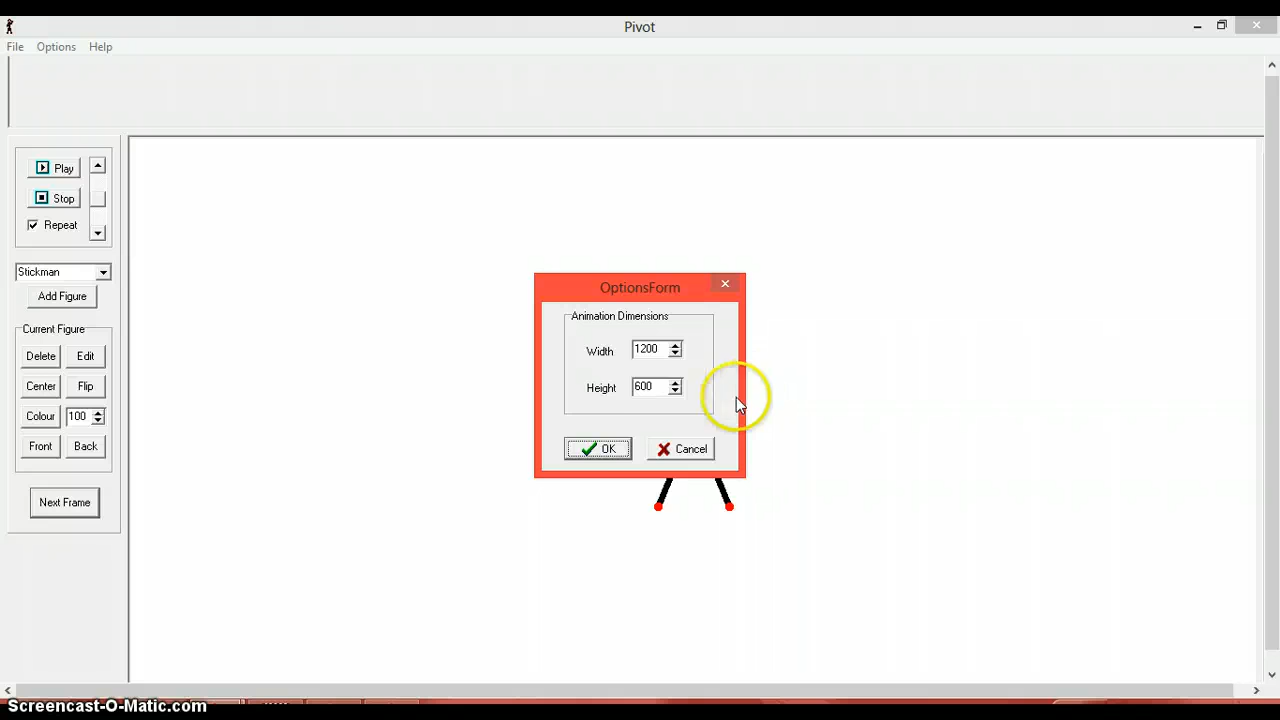 Pivot
File Options Help
Play
Stop
Repeat
Stickman
Add Figure
Current Figure
Delete Edit
Center Flip
Colour 100
Front Back
Next Frame
OptionsForm
Animation Dimensions
Width 1200
Height 600
OK Cancel
Screencast-O-Matic.com